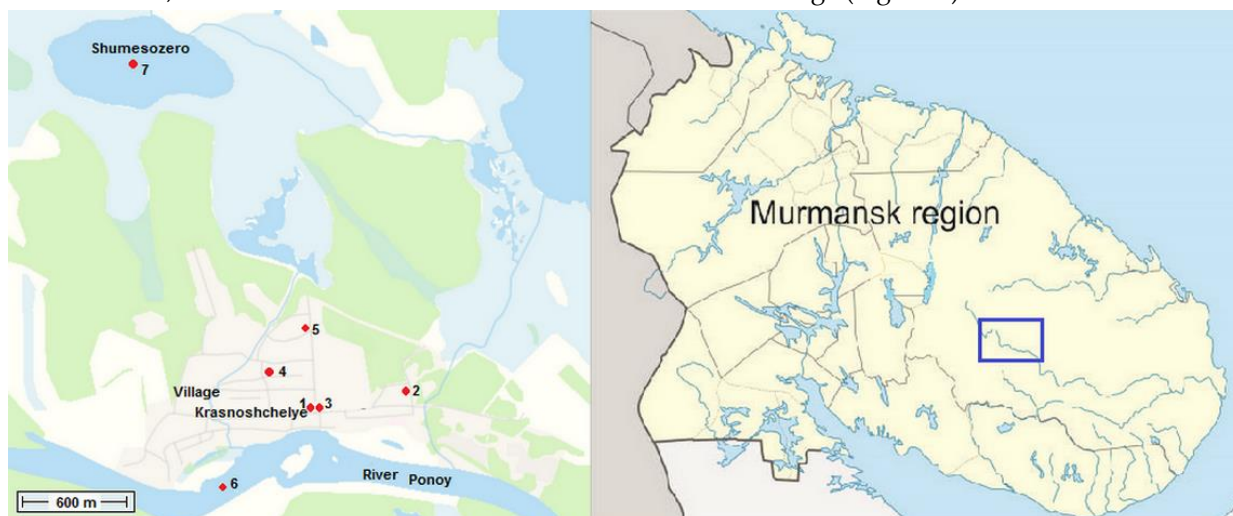 Shumesozero
7
5
4
2
Village
1
3
Krasnoshchelye
River Ponoy
6
600 m
Murmansk region